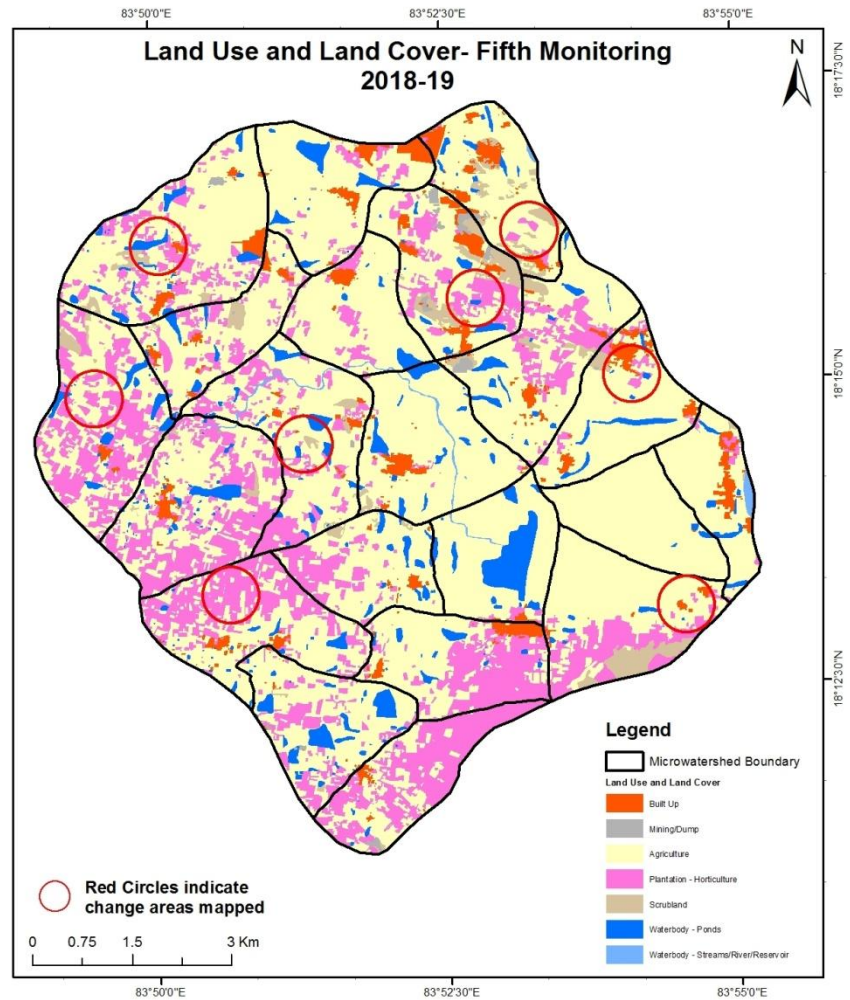 83°50'0"E 83°52'30"E 83°55'0"E
Land Use and Land Cover- Fifth Monitoring
2018-19
N
18°17'30"N
18°15'0"N
18°12'30"N
Legend
Microwatershed Boundary
Land Use and Land Cover
Built Up
Mining/Dump
Agriculture
Plantation - Horticulture
Scrubland
Waterbody - Ponds
Waterbody - Streams/River/Reservoir
Red Circles indicate
change areas mapped
0 0.75 1.5 3 Km
83°50'0"E 83°52'30"E 83°55'0"E